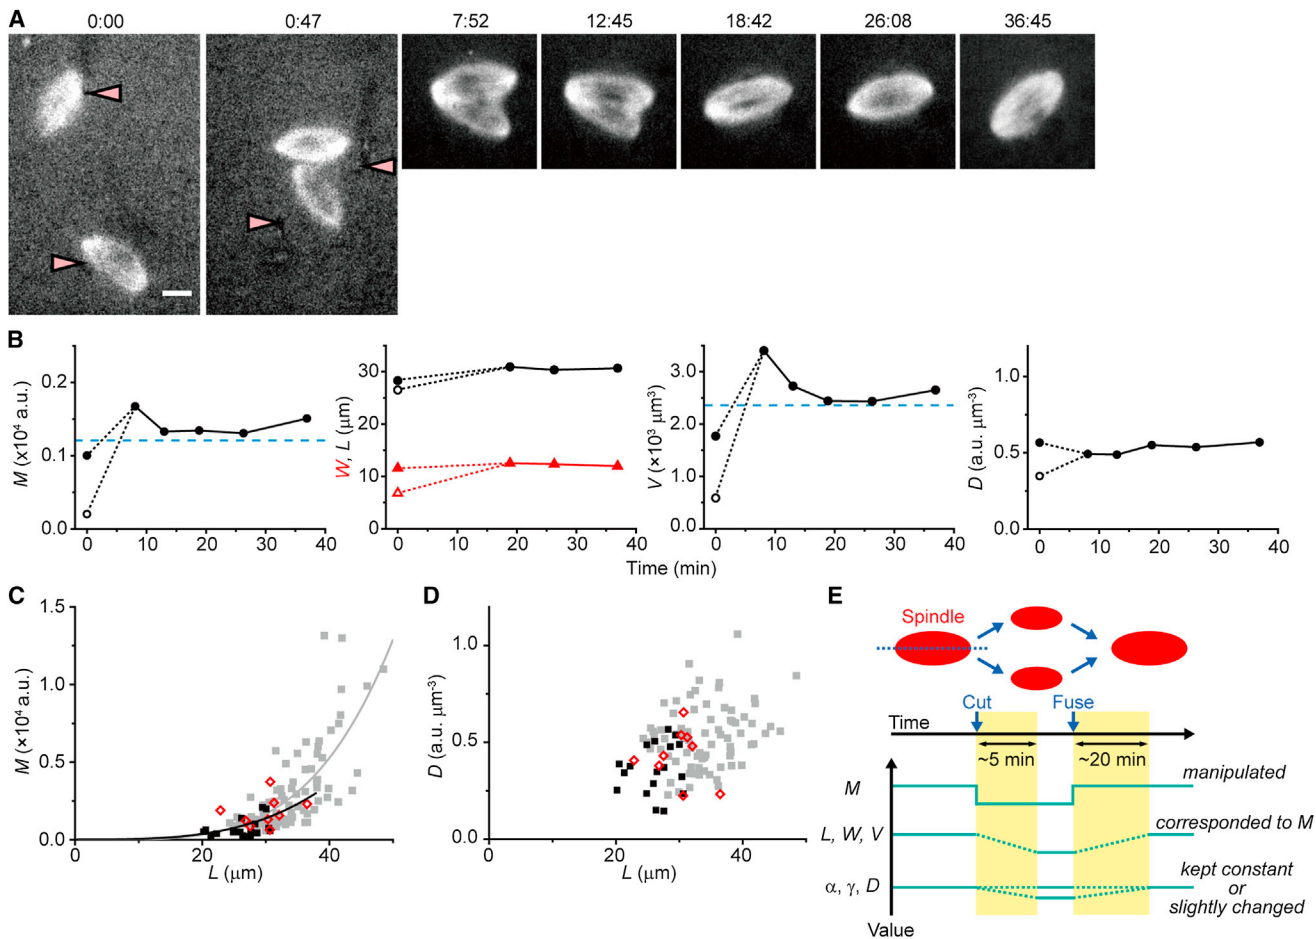 A
0:00 0:47 7:52 12:45 18:42 26:08 36:45
B
M (x10⁴ a.u.)
0.2
0.1
0.0
0 10 20 30 40
W, L (μm)
30
20
10
0
0 10 20 30 40
V (×10³ μm³)
3.0
2.0
1.0
0.0
0 10 20 30 40
D (a.u. μm⁻³)
1.0
0.5
0.0
0 10 20 30 40
Time (min)
C
M (×10⁴ a.u.)
1.5
1.0
0.5
0.0
0 20 40
L (μm)
D
D (a.u. μm⁻³)
1.0
0.5
0.0
0 20 40
L (μm)
E
Spindle
Cut Fuse
Time
~5 min ~20 min
M manipulated
L, W, V corresponded to M
α, γ, D kept constant
or
slightly changed
Value